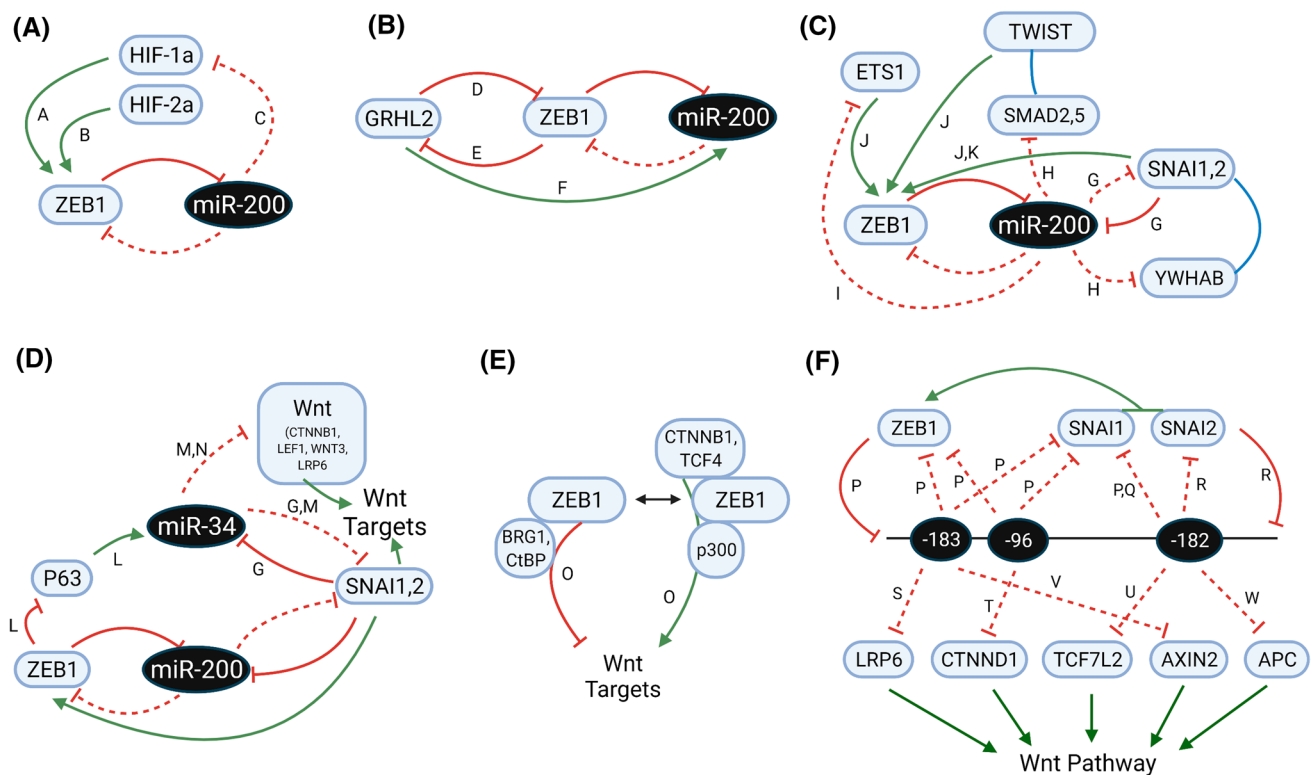 (A)
HIF-1a
HIF-2a
A
B
C
ZEB1
miR-200
(B)
D
GRHL2
ZEB1
miR-200
E
F
(C)
TWIST
ETS1
SMAD2,5
J
J
J,K
H
G
SNAI1,2
ZEB1
miR-200
G
I
H
YWHAB
(D)
Wnt
(CTNNB1,
LEF1, WNT3,
LRP6
M,N
G,M
Wnt
Targets
miR-34
L
G
P63
SNAI1,2
L
ZEB1
miR-200
(E)
CTNNB1,
TCF4
ZEB1
ZEB1
BRG1,
CtBP
p300
O
O
Wnt
Targets
(F)
ZEB1
SNAI1
SNAI2
P
P
P
P
P
P,Q
R
R
-183
-96
-182
S
T
V
U
W
LRP6
CTNND1
TCF7L2
AXIN2
APC
Wnt Pathway